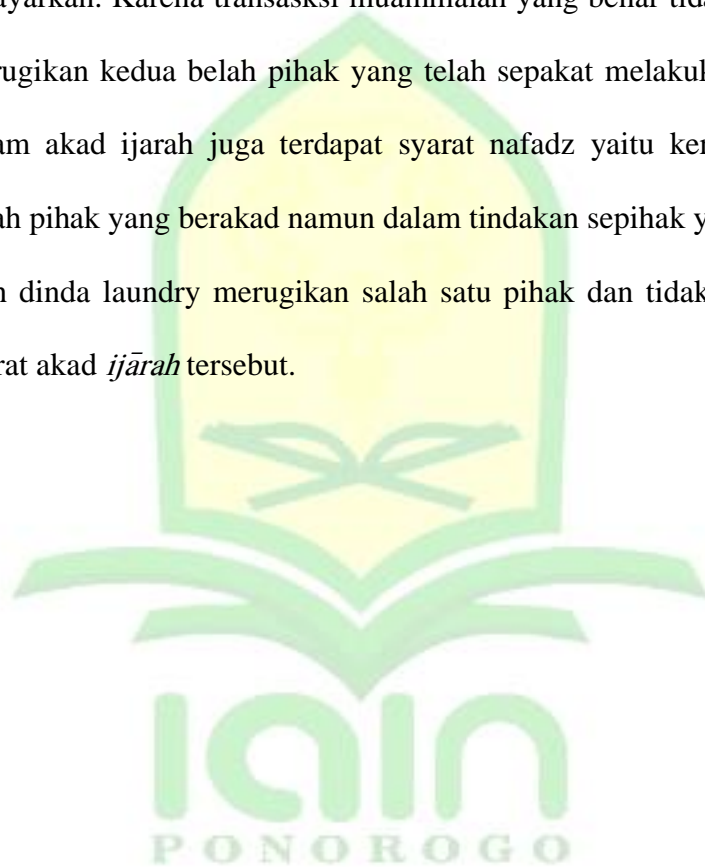 ayarkan. Karena transasksi muammalah yang benar tida
rugikan kedua belah pihak yang telah sepakat melakuk
am akad ijarah juga terdapat syarat nafadz yaitu
ah pihak yang berakad namun dalam tindakan sepihak y
n dinda laundry merugikan salah satu pihak dan tidak
rat akad ijārah tersebut.
iain
PONOROGO